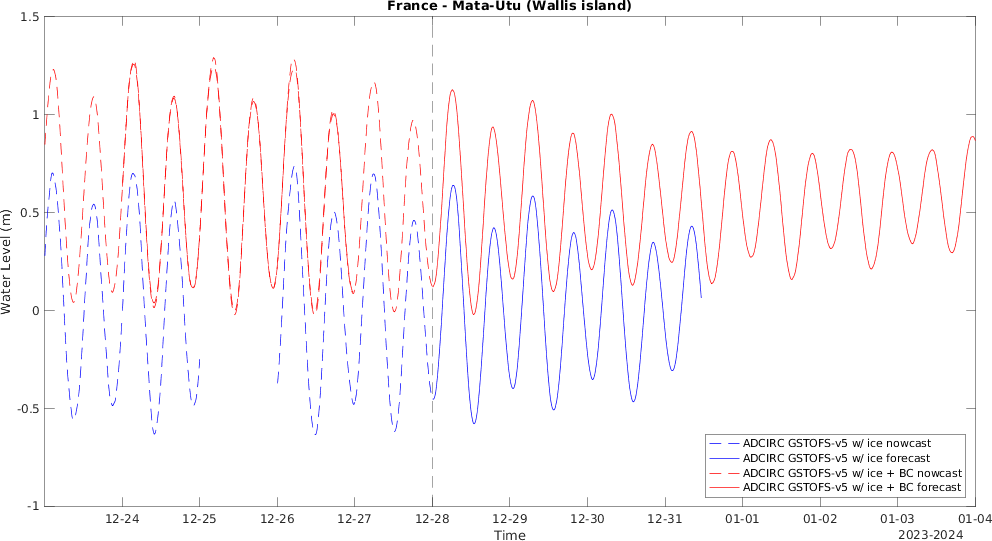 France - Mata-Utu (Wallis island)
1.5
1
0.5
0
-0.5
-1
Water Level (m)
ADCIRC GSTOFS-v5 w/ ice nowcast
ADCIRC GSTOFS-v5 w/ ice forecast
ADCIRC GSTOFS-v5 w/ ice + BC nowcast
ADCIRC GSTOFS-v5 w/ ice + BC forecast
12-24 12-25 12-26 12-27 12-28 12-29 12-30 12-31 01-01 01-02 01-03 01-04
Time
2023-2024